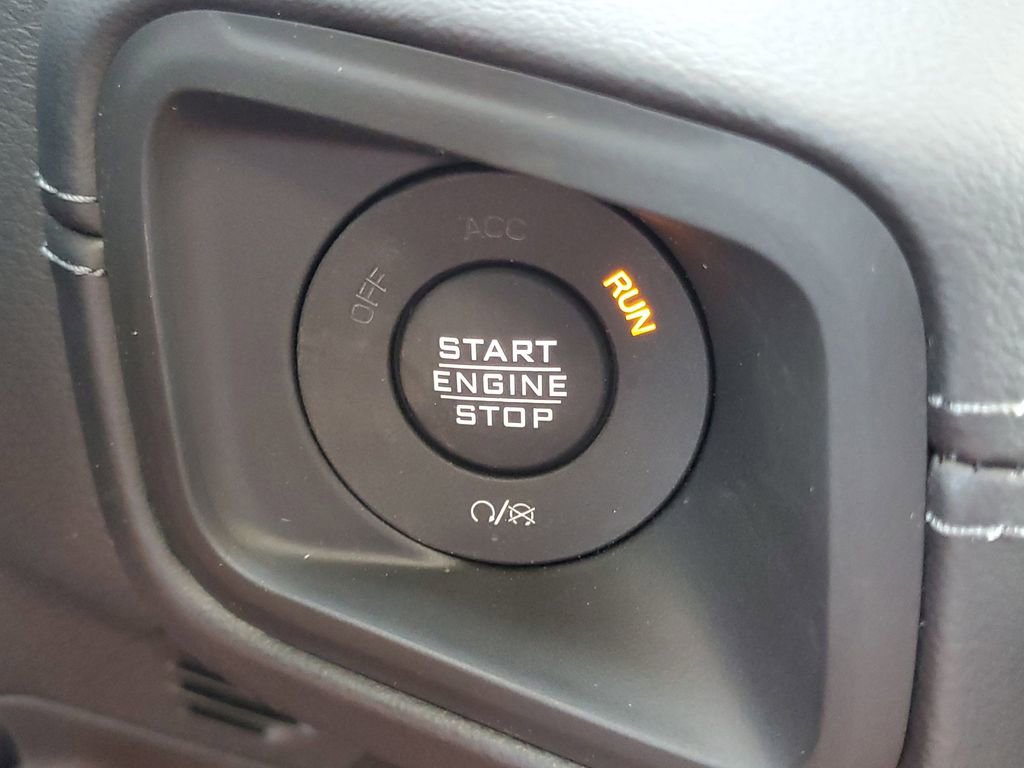 ACC
OFF
RUN
START
ENGINE
STOP